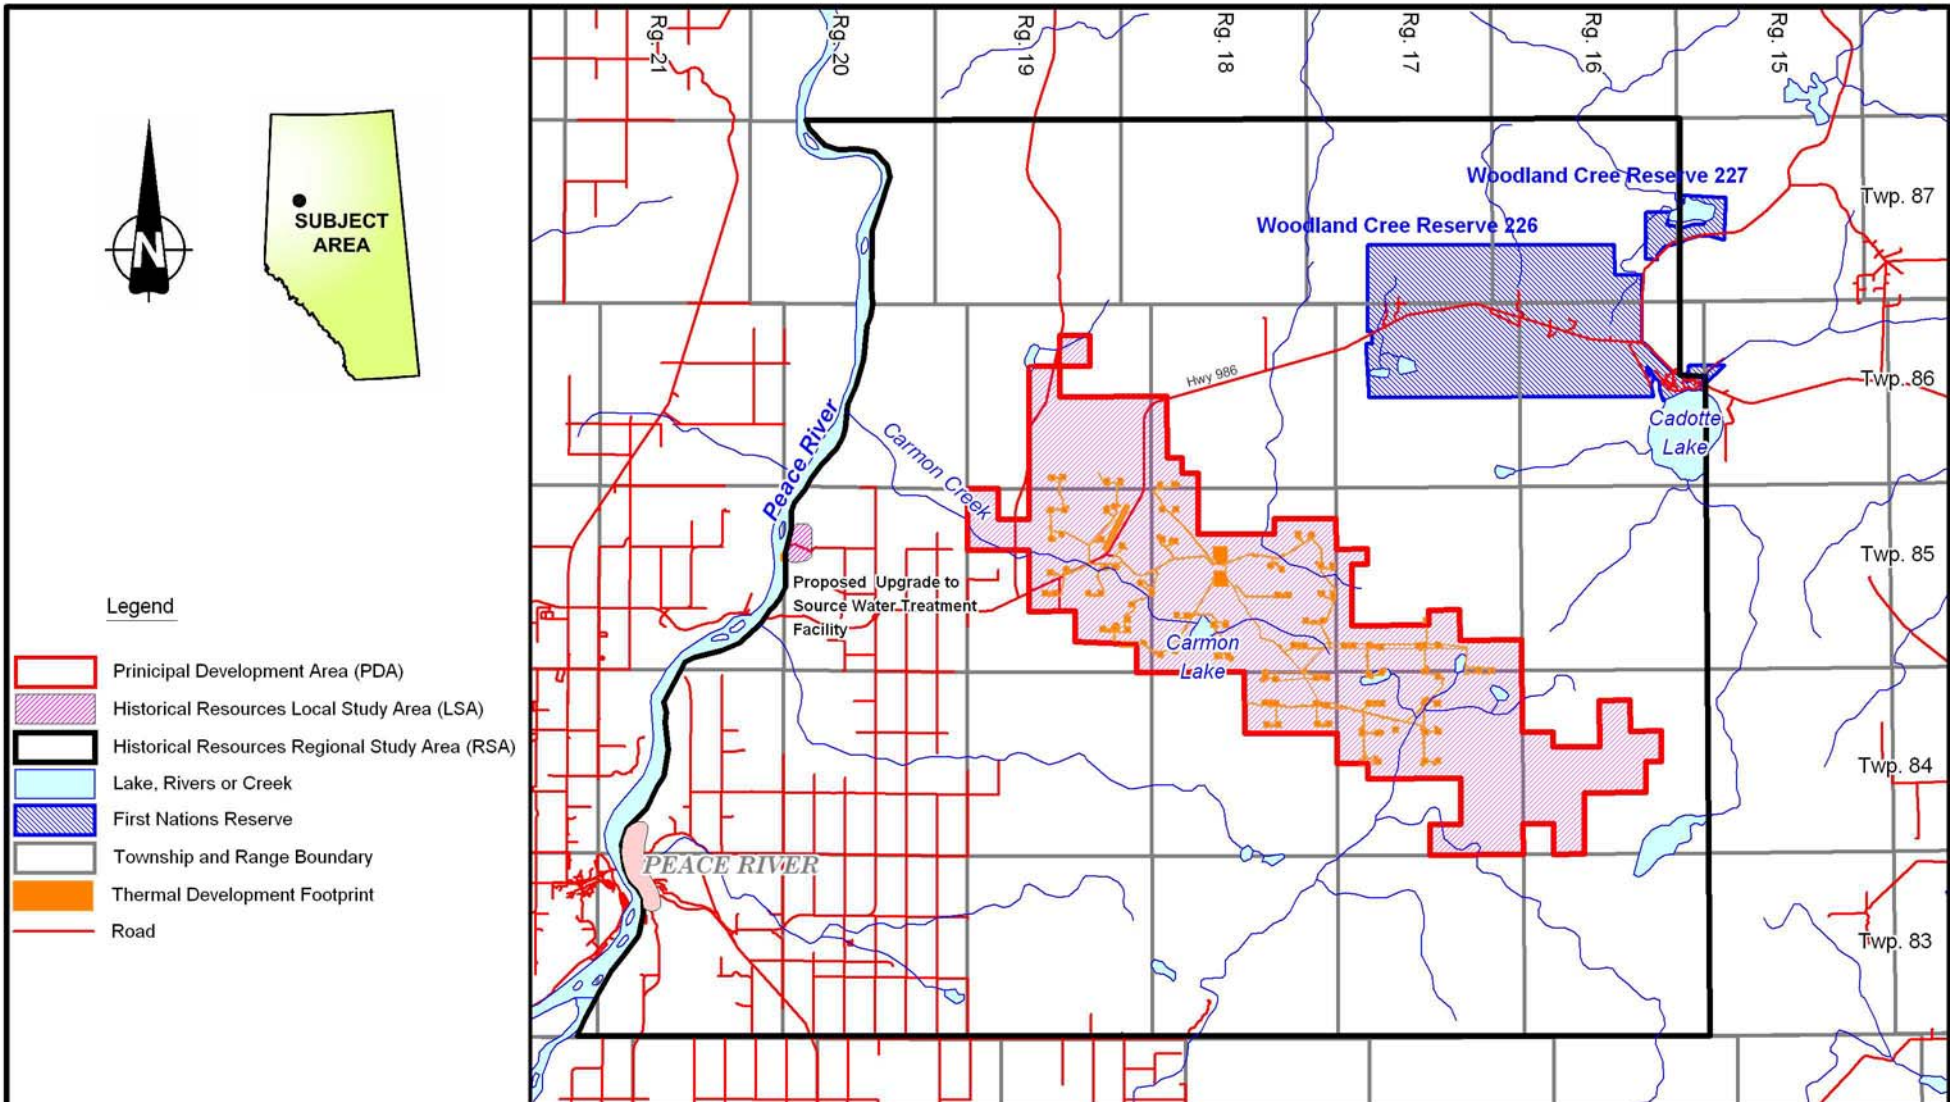 Rg. 21
Rg. 20
Rg. 19
Rg. 18
Rg. 17
Rg. 16
Rg. 15
N
SUBJECT
AREA
Woodland Cree Reserve 227
Woodland Cree Reserve 226
Twp. 87
Twp. 86
Twp. 85
Twp. 84
Twp. 83
Hwy 986
Peace River
Carmon Creek
Cadotte
Lake
Proposed Upgrade to
Source Water Treatment
Facility
Carmon
Lake
PEACE RIVER
Legend
Prinicipal Development Area (PDA)
Historical Resources Local Study Area (LSA)
Historical Resources Regional Study Area (RSA)
Lake, Rivers or Creek
First Nations Reserve
Township and Range Boundary
Thermal Development Footprint
Road